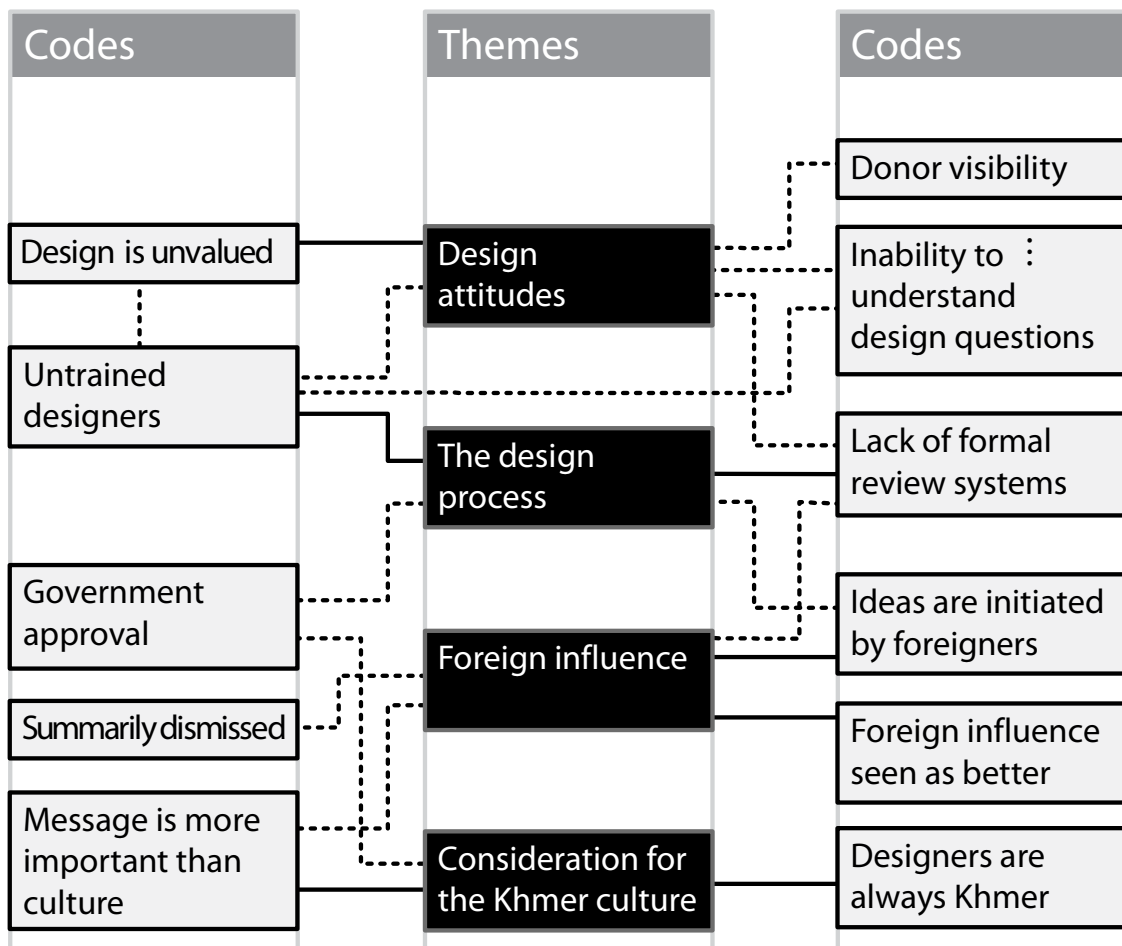 Codes
Design is unvalued
Untrained
designers
Government
approval
Summarily dismissed
Message is more
important than
culture
Themes
Design
attitudes
The design
process
Foreign influence
Consideration for
the Khmer culture
Codes
Donor visibility
Inability to
understand
design questions
Lack of formal
review systems
Ideas are initiated
by foreigners
Foreign influence
seen as better
Designers are
always Khmer